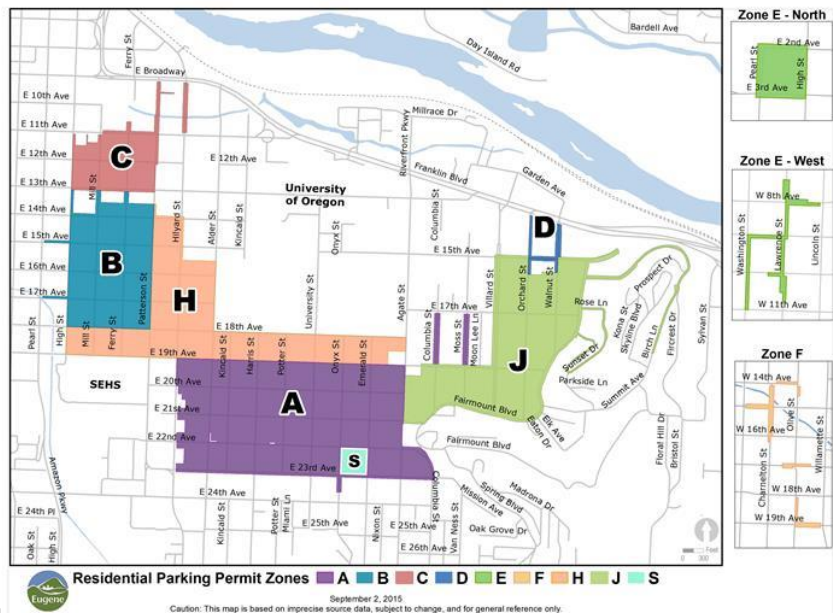 Ferry St
E Broadway
Day Island Rd
Bardell Ave
E 10th Ave
E 11th Ave
E 12th Ave
E 13th Ave
E 14th Ave
E 15th Ave
E 16th Ave
E 17th Ave
C
Mill St
E 12th Ave
Millrace Dr
Riverfront Pkwy
Franklin Blvd
Garden Ave
University
of Oregon
Hilyard St
Alder St
Kincaid St
Onyx St
Columbia St
D
E 15th Ave
B
Patterson St
H
University St
Agate St
E 17th Ave
Villard St
Orchard St
Walnut St
Prospect Dr
Rose Ln
Pearl St
High St
Mill St
Ferry St
E 18th Ave
E 19th Ave
Kincaid St
Harris St
Potter St
Onyx St
Emerald St
Columbia St
Moss St
Moon Lee Ln
J
Sunset Dr
Kona St
Skyline Blvd
Birch Ln
Fircrest Dr
Sylvan St
Parkside Ln
Summit Ave
SEHS
E 20th Ave
E 21st Ave
E 22nd Ave
A
S
E 23rd Ave
Fairmount Blvd
Elk Ave
Eaton Dr
Fairmount Blvd
Floral Hill Dr
Bristol St
Amazon Pkwy
E 24th Ave
E 24th Pl
Oak St
High St
Kincaid St
Potter St
Miami Ln
E 25th Ave
Nixon St
E 25th Ave
E 26th Ave
Columbia St
Van Ness St
Mission Ave
Spring Blvd
Madrona Dr
Oak Grove Dr
0 Feet 300
Zone E - North
E 2nd Ave
Pearl St
High St
E 3rd Ave
Zone E - West
W 8th Ave
Washington St
Lawrence St
Lincoln St
W 11th Ave
Zone F
W 14th Ave
Olive St
W 16th Ave
Charnelton St
Willamette St
W 18th Ave
W 19th Ave
Eugene
Residential Parking Permit Zones A B C D E F H J S
September 2, 2015
Caution: This map is based on imprecise source data, subject to change, and for general reference only.